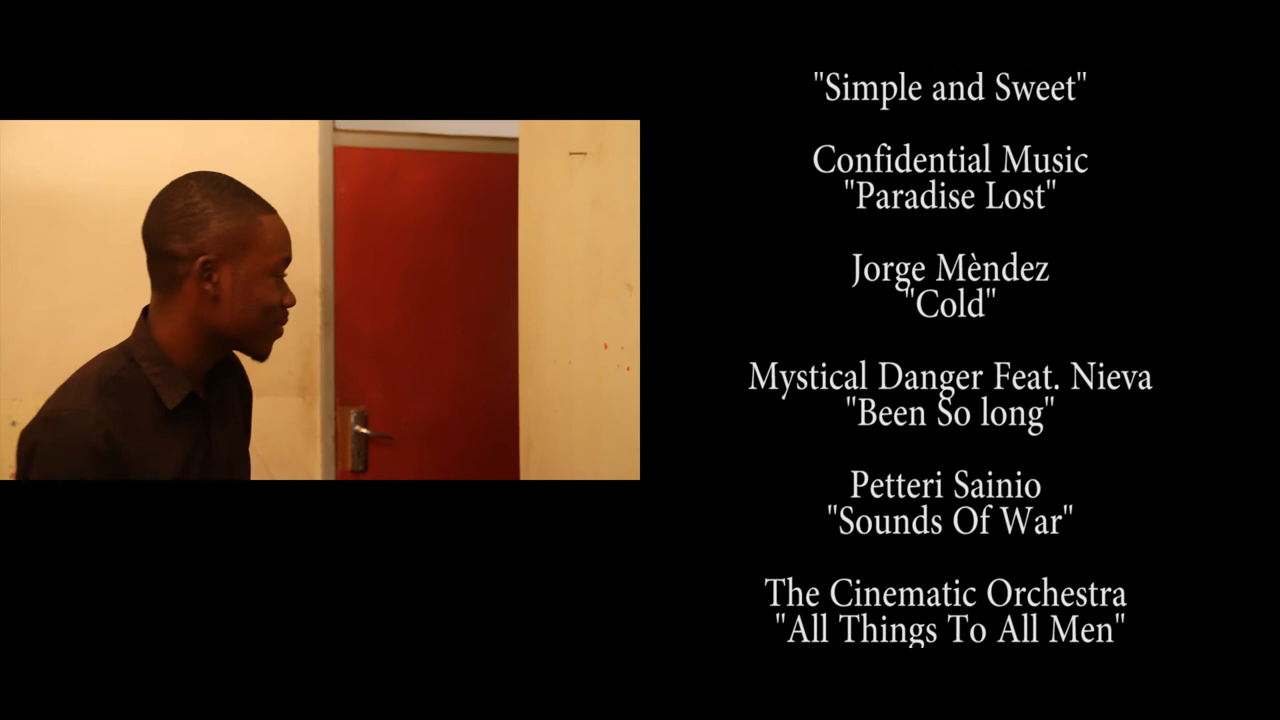 "Simple and Sweet"
Confidential Music
"Paradise Lost"
Jorge Mèndez
"Cold"
Mystical Danger Feat. Nieva
"Been So long"
Petteri Sainio
"Sounds Of War"
The Cinematic Orchestra
"All Things To All Men"